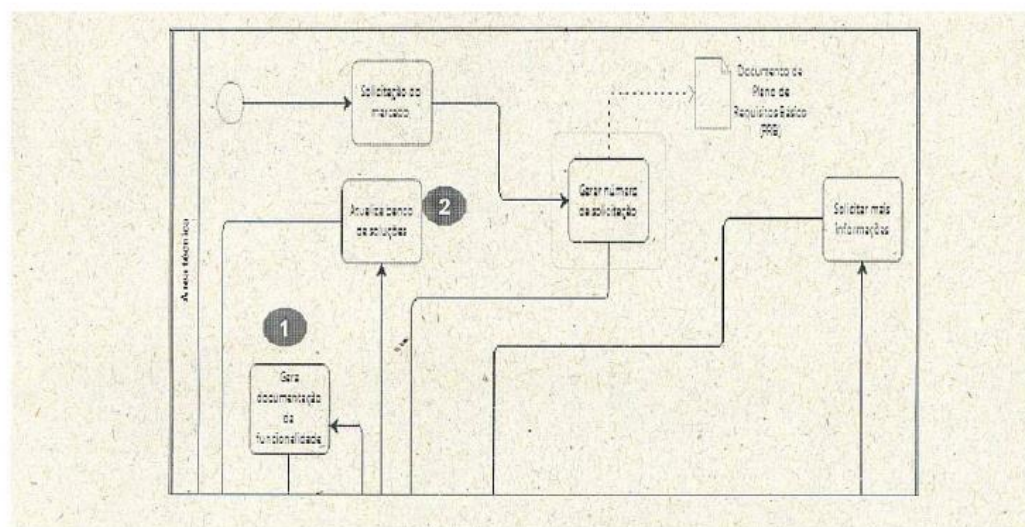 Área técnica
Solicitação do
mercado
Documento de
Plano de
Requisitos Básico
(PRB)
Gerar número
de solicitação
Atualiza banco
de soluções
2
Solicitar mais
informações
1
Gera
documentação
da
funcionalidade